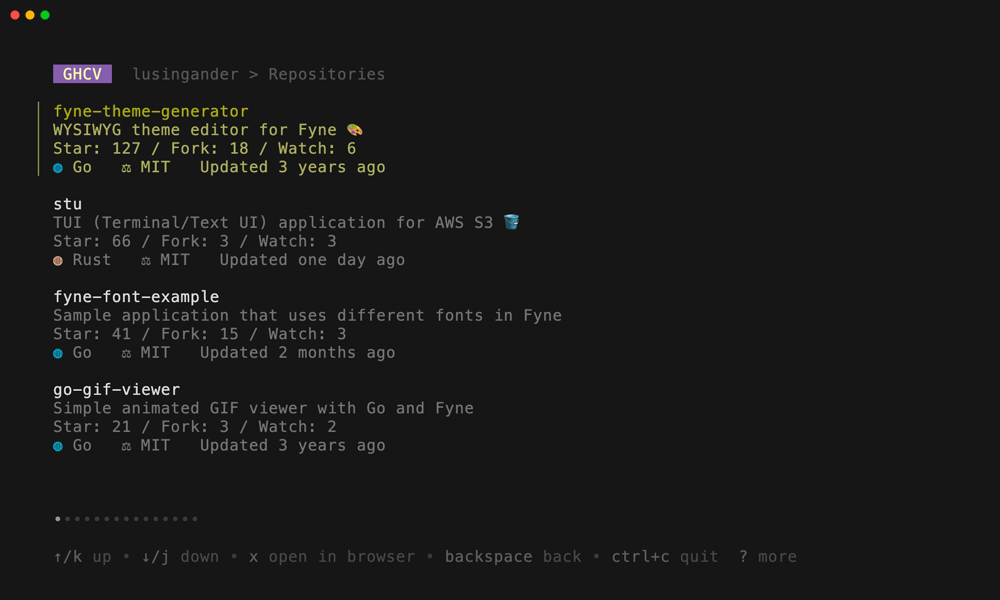 GHCV lusingander > Repositories
fyne-theme-generator
WYSIWYG theme editor for Fyne 🎨
Star: 127 / Fork: 18 / Watch: 6
Go ⚖ MIT Updated 3 years ago
stu
TUI (Terminal/Text UI) application for AWS S3 🪣
Star: 66 / Fork: 3 / Watch: 3
Rust ⚖ MIT Updated one day ago
fyne-font-example
Sample application that uses different fonts in Fyne
Star: 41 / Fork: 15 / Watch: 3
Go ⚖ MIT Updated 2 months ago
go-gif-viewer
Simple animated GIF viewer with Go and Fyne
Star: 21 / Fork: 3 / Watch: 2
Go ⚖ MIT Updated 3 years ago
↑/k up • ↓/j down • x open in browser • backspace back • ctrl+c quit ? more